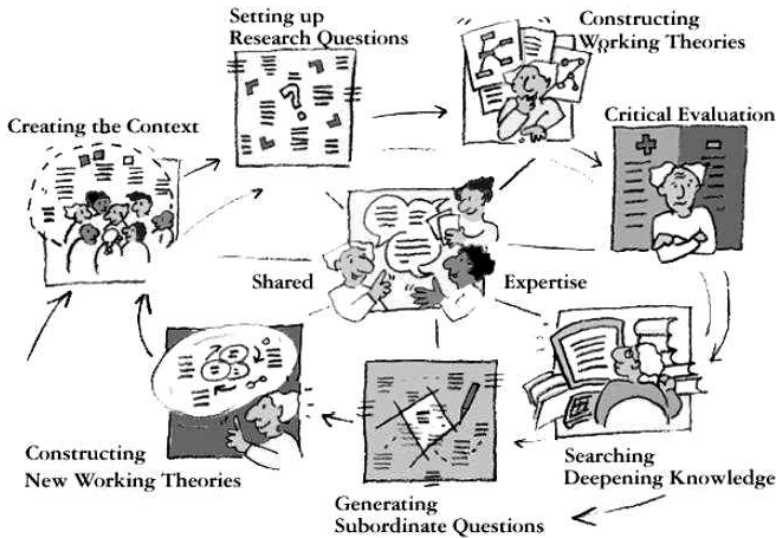 Setting up
Research Questions
Constructing
Working Theories
Creating the Context
Critical Evaluation
Shared
Expertise
Searching
Deepening Knowledge
Generating
Subordinate Questions
Constructing
New Working Theories